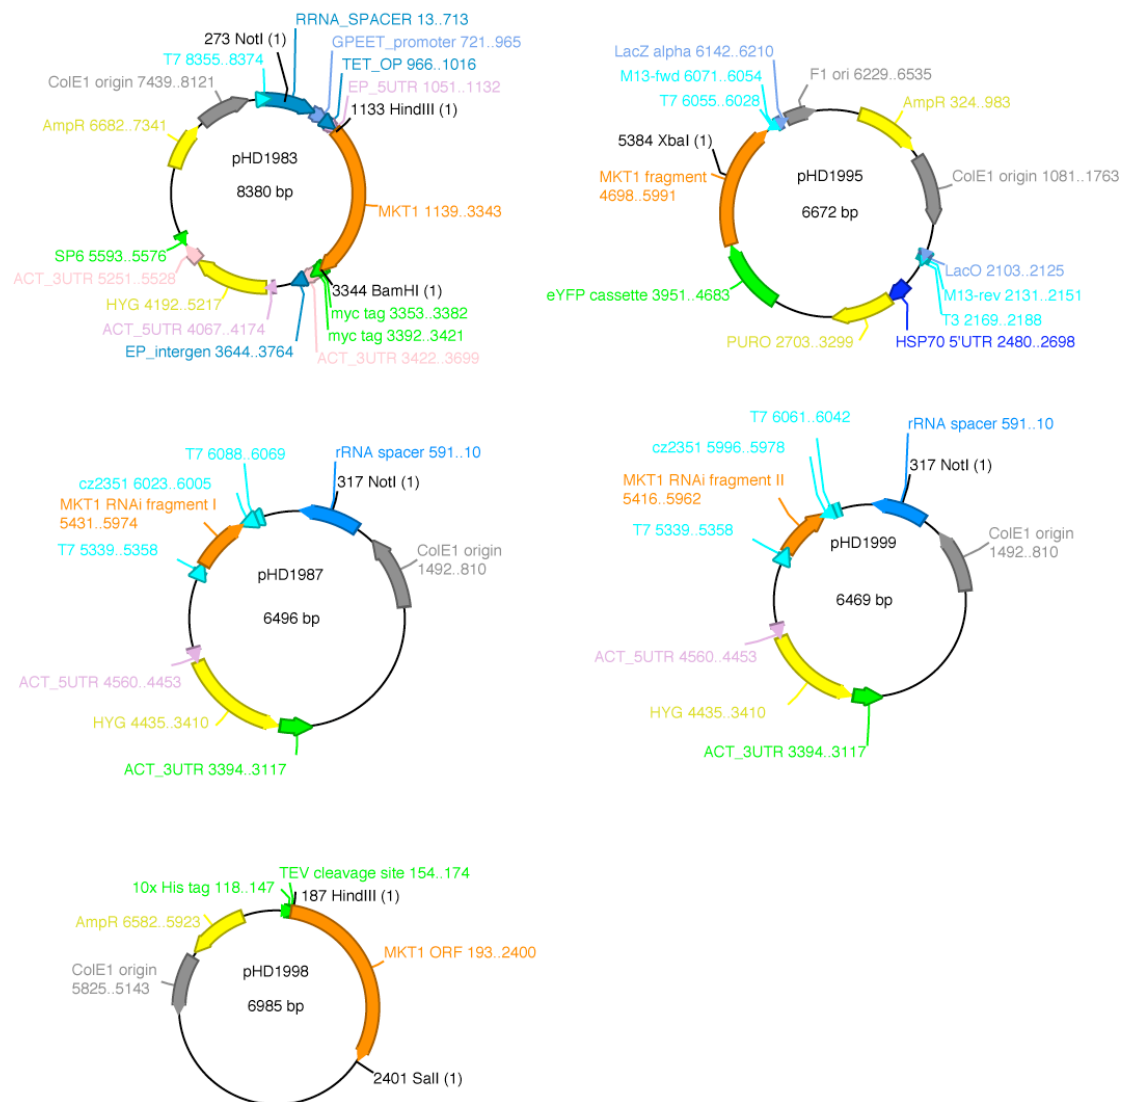 RRNA_SPACER 13..713
273 NotI (1)
GPEET_promoter 721..965
T7 8355..8374
TET_OP 966..1016
ColE1 origin 7439..8121
EP_5UTR 1051..1132
1133 HindIII (1)
AmpR 6682..7341
pHD1983
8380 bp
MKT1 1139..3343
SP6 5593..5576
ACT_3UTR 5251..5528
3344 BamHI (1)
HYG 4192..5217
myc tag 3353..3382
ACT_5UTR 4067..4174
myc tag 3392..3421
EP_intergen 3644..3764
ACT_3UTR 3422..3699
LacZ alpha 6142..6210
F1 ori 6229..6535
M13-fwd 6071..6054
T7 6055..6028
AmpR 324..983
5384 XbaI (1)
MKT1 fragment
4698..5991
pHD1995
6672 bp
ColE1 origin 1081..1763
LacO 2103..2125
eYFP cassette 3951..4683
M13-rev 2131..2151
T3 2169..2188
PURO 2703..3299
HSP70 5'UTR 2480..2698
T7 6088..6069
rRNA spacer 591..10
cz2351 6023..6005
317 NotI (1)
MKT1 RNAi fragment I
5431..5974
T7 5339..5358
ColE1 origin
1492..810
pHD1987
6496 bp
ACT_5UTR 4560..4453
HYG 4435..3410
ACT_3UTR 3394..3117
T7 6061..6042
rRNA spacer 591..10
cz2351 5996..5978
317 NotI (1)
MKT1 RNAi fragment II
5416..5962
T7 5339..5358
ColE1 origin
1492..810
pHD1999
6469 bp
ACT_5UTR 4560..4453
HYG 4435..3410
ACT_3UTR 3394..3117
TEV cleavage site 154..174
10x His tag 118..147
187 HindIII (1)
AmpR 6582..5923
MKT1 ORF 193..2400
ColE1 origin
5825..5143
pHD1998
6985 bp
2401 SalI (1)